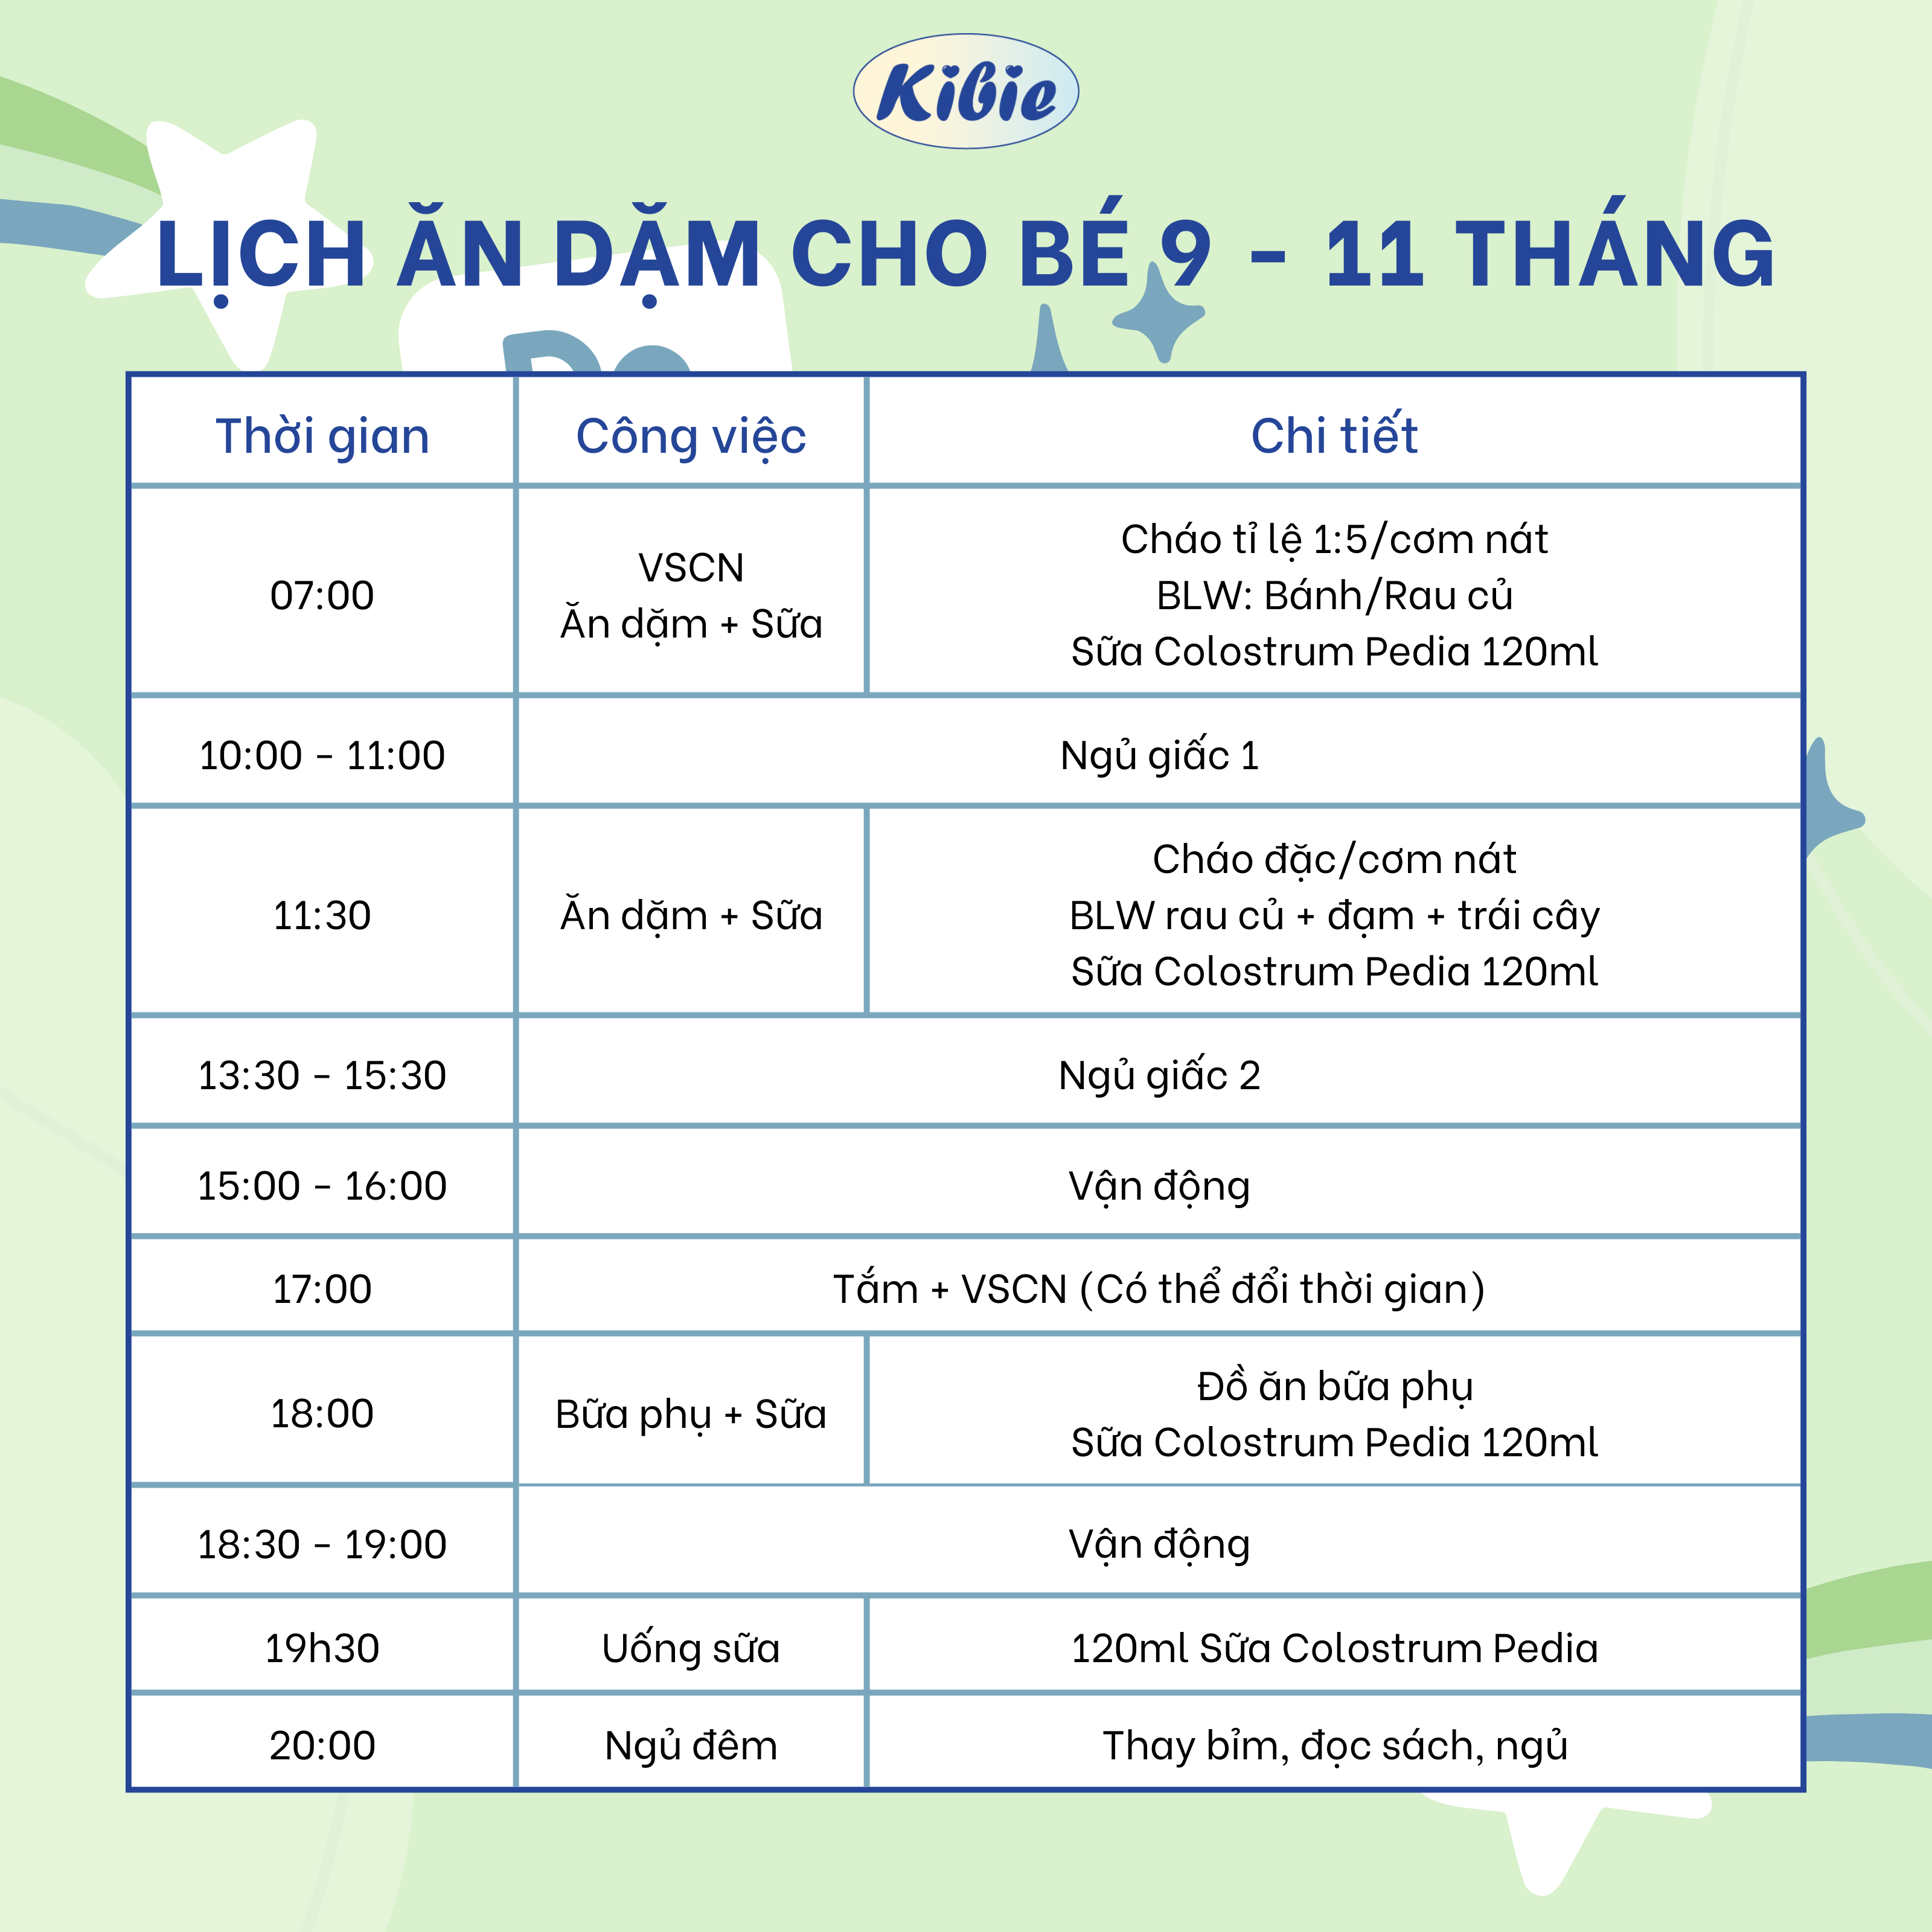 Kibie
LỊCH ĂN DẶM CHO BÉ 9 - 11 THÁNG
Thời gian
Công việc
Chi tiết
07:00
VSCN
Ăn dặm + Sữa
Cháo tỉ lệ 1:5/cơm nát
BLW: Bánh/Rau củ
Sữa Colostrum Pedia 120ml
10:00 - 11:00
Ngủ giấc 1
11:30
Ăn dặm + Sữa
Cháo đặc/cơm nát
BLW rau củ + đạm + trái cây
Sữa Colostrum Pedia 120ml
13:30 - 15:30
Ngủ giấc 2
15:00 - 16:00
Vận động
17:00
Tắm + VSCN (Có thể đổi thời gian)
18:00
Bữa phụ + Sữa
Đồ ăn bữa phụ
Sữa Colostrum Pedia 120ml
18:30 - 19:00
Vận động
19h30
Uống sữa
120ml Sữa Colostrum Pedia
20:00
Ngủ đêm
Thay bỉm, đọc sách, ngủ